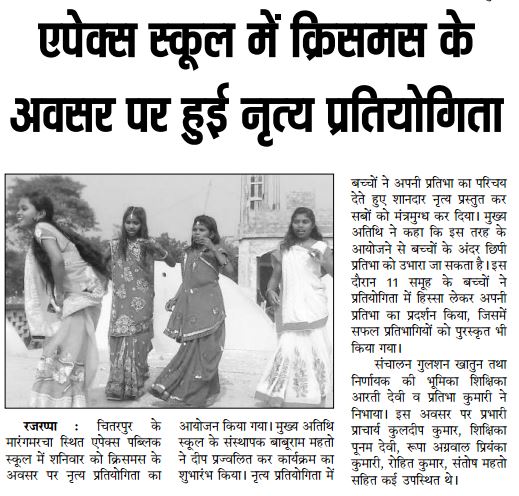 एपेक्स स्कूल में क्रिसमस के
अवसर पर हुई नृत्य प्रतियोगिता
रजरप्पा : चितरपुर के
मारंगमरचा स्थित एपेक्स पब्लिक
स्कूल में शनिवार को क्रिसमस के
अवसर पर नृत्य प्रतियोगिता का
आयोजन किया गया। मुख्य अतिथि
स्कूल के संस्थापक बाबूराम महतो
ने दीप प्रज्वलित कर कार्यक्रम का
शुभारंभ किया। नृत्य प्रतियोगिता में
बच्चों ने अपनी प्रतिभा का परिचय
देते हुए शानदार नृत्य प्रस्तुत कर
सबों को मंत्रमुग्ध कर दिया। मुख्य
अतिथि ने कहा कि इस तरह के
आयोजने से बच्चों के अंदर छिपी
प्रतिभा को उभारा जा सकता है। इस
दौरान 11 समूह के बच्चों ने
प्रतियोगिता में हिस्सा लेकर अपनी
प्रतिभा का प्रदर्शन किया, जिसमें
सफल प्रतिभागियों को पुरस्कृत भी
किया गया।
संचालन गुलशन खातुन तथा
निर्णायक की भूमिका शिक्षिका
आरती देवी व प्रतिभा कुमारी ने
निभाया। इस अवसर पर प्रभारी
प्राचार्य कुलदीप कुमार, शिक्षिका
पूनम देवी, रूपा अग्रवाल प्रियंका
कुमारी, रोहित कुमार, संतोष महतो
सहित कई उपस्थित थे।